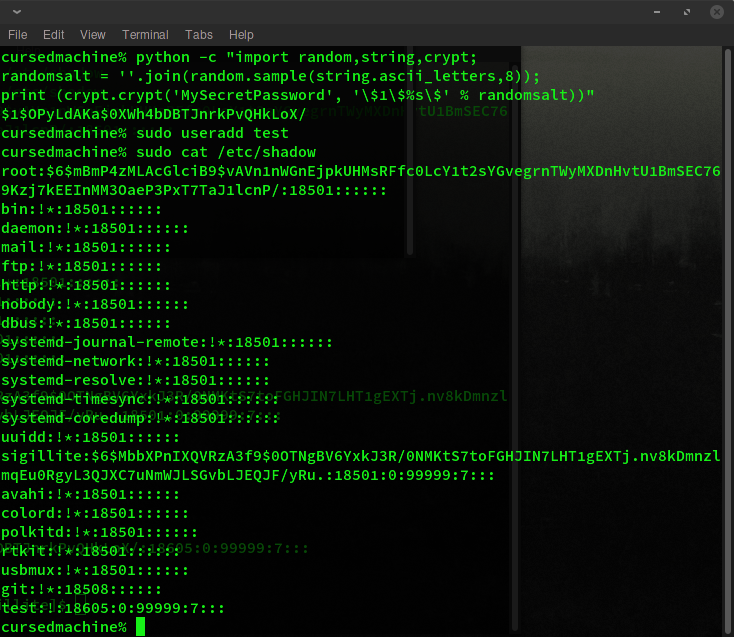 File Edit View Terminal Tabs Help
cursedmachine% python -c "import random,string,crypt;
randomsalt = ''.join(random.sample(string.ascii_letters,8));
print (crypt.crypt('MySecretPassword', '\$1\$%s\$' % randomsalt))"
$1$OPyLdAKa$0XWh4bDBTJnrkPvQHkLoX/
cursedmachine% sudo useradd test
cursedmachine% sudo cat /etc/shadow
root:$6$mBmP4zMLAcGlciB9$vAVn1nWGnEjpkUHMsRFfc0LcY1t2sYGvegrnTWyMXDnHvtU1BmSEC76
9Kzj7kEEInMM3OaeP3PxT7TaJ1lcnP/:18501::::::
bin:!*:18501::::::
daemon:!*:18501::::::
mail:!*:18501::::::
ftp:!*:18501::::::
http:!*:18501::::::
nobody:!*:18501::::::
dbus:!*:18501::::::
systemd-journal-remote:!*:18501::::::
systemd-network:!*:18501::::::
systemd-resolve:!*:18501::::::
systemd-timesync:!*:18501::::::
systemd-coredump:!*:18501::::::
uuidd:!*:18501::::::
sigillite:$6$MbbXPnIXQVRzA3f9$0OTNgBV6YxkJ3R/0NMKtS7toFGHJIN7LHT1gEXTj.nv8kDmnzl
mqEu0RgyL3QJXC7uNmWJLSGvbLJEQJF/yRu.:18501:0:99999:7:::
avahi:!*:18501::::::
colord:!*:18501::::::
polkitd:!*:18501::::::
rtkit:!*:18501::::::
usbmux:!*:18501::::::
git:!*:18508::::::
test:!:18605:0:99999:7:::
cursedmachine%